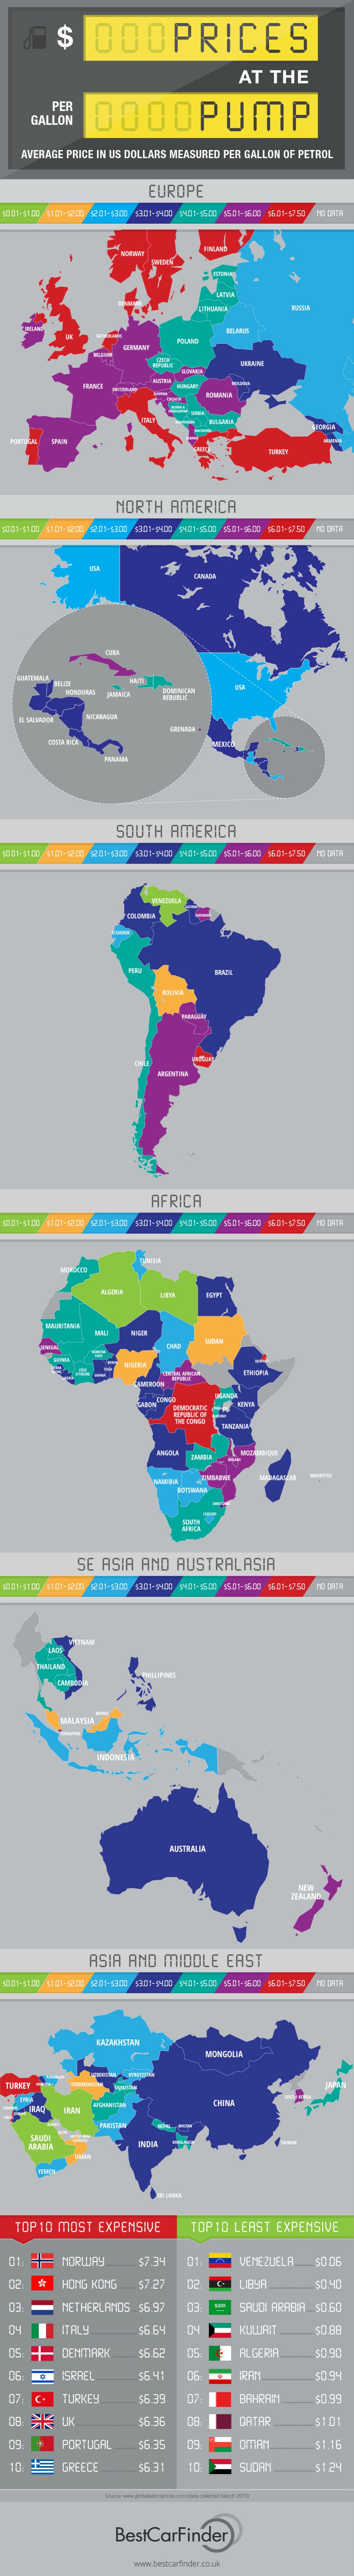 $ 000PRICES
AT THE
PER
GALLON
0000PUMP
AVERAGE PRICE IN US DOLLARS MEASURED PER GALLON OF PETROL
EUROPE
$0.01-$1.00 $1.01-$2.00 $2.01-$3.00 $3.01-$4.00 $4.01-$5.00 $5.01-$6.00 $6.01-$7.50 NO DATA
NORWAY
FINLAND
SWEDEN
ESTONIA
DENMARK
LATVIA
LITHUANIA
RUSSIA
IRELAND
UK
NETHERLANDS
BELARUS
GERMANY
POLAND
BELGIUM
CZECH
REPUBLIC
UKRAINE
SLOVAKIA
FRANCE
AUSTRIA
SWITZERLAND
HUNGARY
MOLDOVA
ROMANIA
CROATIA
SERBIA
ITALY
BULGARIA
GEORGIA
PORTUGAL
SPAIN
GREECE
ARMENIA
TURKEY
NORTH AMERICA
$0.01-$1.00 $1.01-$2.00 $2.01-$3.00 $3.01-$4.00 $4.01-$5.00 $5.01-$6.00 $6.01-$7.50 NO DATA
USA
CANADA
CUBA
GUATEMALA
BELIZE
HAITI
USA
HONDURAS
JAMAICA
DOMINICAN
REBUBLIC
EL SALVADOR
NICARAGUA
GRENADA
COSTA RICA
MEXICO
PANAMA
SOUTH AMERICA
$0.01-$1.00 $1.01-$2.00 $2.01-$3.00 $3.01-$4.00 $4.01-$5.00 $5.01-$6.00 $6.01-$7.50 NO DATA
VENEZUELA
COLOMBIA
SURINAME
ECUADOR
PERU
BRAZIL
BOLIVIA
PARAGUAY
CHILE
URUGUAY
ARGENTINA
AFRICA
$0.01-$1.00 $1.01-$2.00 $2.01-$3.00 $3.01-$4.00 $4.01-$5.00 $5.01-$6.00 $6.01-$7.50 NO DATA
TUNISIA
MOROCCO
ALGERIA
LIBYA
EGYPT
MAURITANIA
MALI
NIGER
SUDAN
SENEGAL
CHAD
GUINEA
NIGERIA
ETHIOPIA
CENTRAL AFRICAN
REPUBLIC
CAMEROON
UGANDA
CONGO
GABON
KENYA
DEMOCRATIC
REPUBLIC OF
THE CONGO
TANZANIA
ANGOLA
ZAMBIA
MOZAMBIQUE
NAMIBIA
ZIMBABWE
MADAGASCAR
MAURITIUS
BOTSWANA
LESOTHO
SOUTH
AFRICA
SE ASIA AND AUSTRALASIA
$0.01-$1.00 $1.01-$2.00 $2.01-$3.00 $3.01-$4.00 $4.01-$5.00 $5.01-$6.00 $6.01-$7.50 NO DATA
VIETNAM
LAOS
THAILAND
PHILLIPINES
CAMBODIA
BRUNEI
MALAYSIA
SINGAPORE
INDONESIA
AUSTRALIA
NEW
ZEALAND
ASIA AND MIDDLE EAST
$0.01-$1.00 $1.01-$2.00 $2.01-$3.00 $3.01-$4.00 $4.01-$5.00 $5.01-$6.00 $6.01-$7.50 NO DATA
KAZAKHSTAN
MONGOLIA
UZBEKISTAN
KYRGYZSTAN
TURKEY
TURKMENISTAN
TAJIKISTAN
JAPAN
SYRIA
SOUTH KOREA
IRAQ
IRAN
AFGHANISTAN
CHINA
PAKISTAN
NEPAL
BHUTAN
SAUDI
ARABIA
INDIA
BANGLADESH
TAIWAN
OMAN
YEMEN
SRI LANKA
TOP 10 MOST EXPENSIVE
01: NORWAY $7.34
02: HONG KONG $7.27
03: NETHERLANDS $6.97
04 ITALY $6.64
05: DENMARK $6.62
06: ISRAEL $6.41
07: TURKEY $6.39
08: UK $6.36
09: PORTUGAL $6.35
10: GREECE $6.31
TOP 10 LEAST EXPENSIVE
01: VENEZUELA $0.06
02: LIBYA $0.40
03: SAUDI ARABIA $0.60
04 KUWAIT $0.88
05: ALGERIA $0.90
06: IRAN $0.94
07: BAHRAIN $0.99
08: QATAR $1.01
09: OMAN $1.16
10: SUDAN $1.24
Source: www.globalpetrolprices.com (data collected March 2015)
BestCarFinder
www.bestcarfinder.co.uk